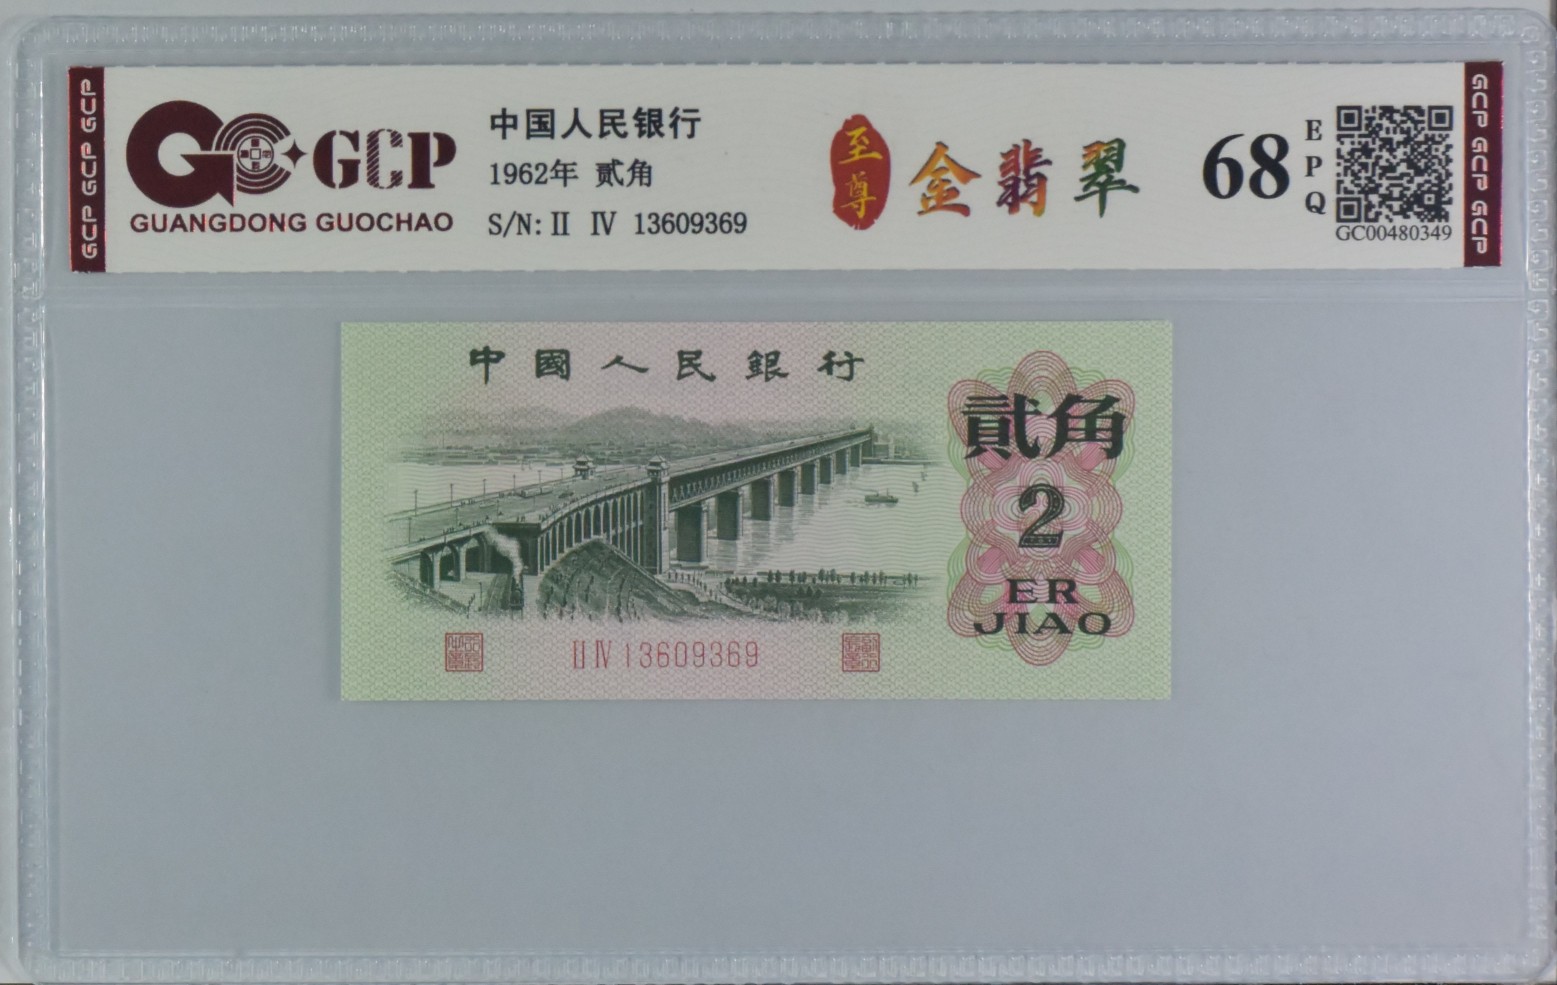 GCP GCP GCP
GCP
GUANGDONG GUOCHAO
中国人民银行
1962年 贰角
S/N: II IV 13609369
至尊
金翡翠
68
EPQ
GC00480349
GCP GCP GCP
中國人民銀行
貳角
2
ER
JIAO
II IV 13609369